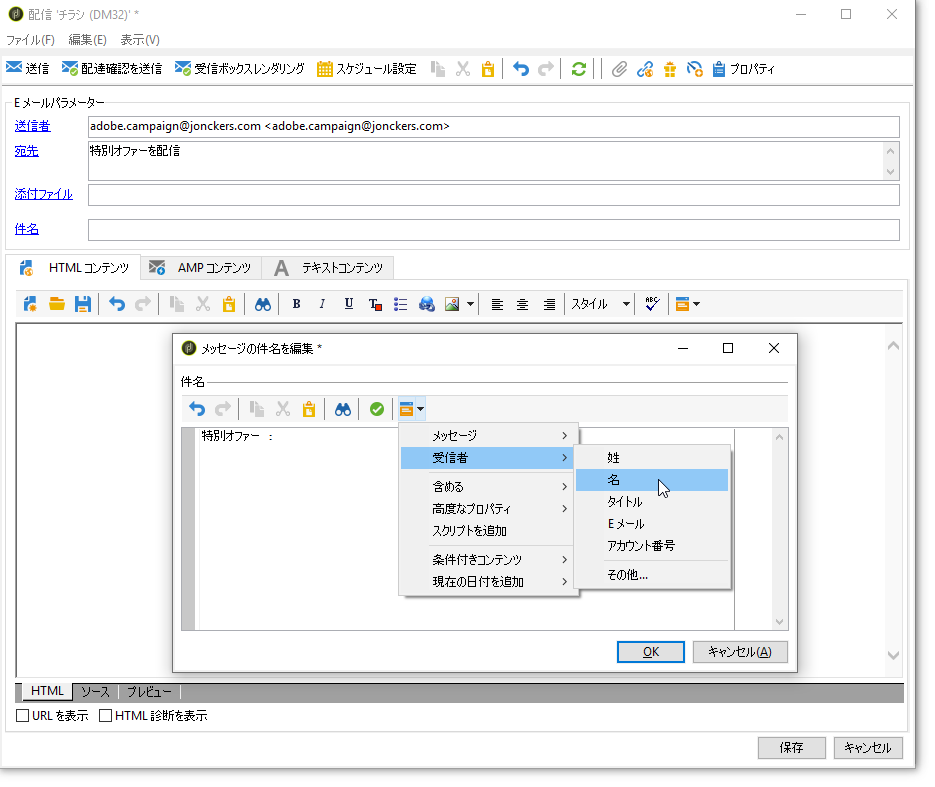 配信 'チラシ (DM32)' *
ファイル(F) 編集(E) 表示(V)
送信 配達確認を送信 受信ボックスレンダリング スケジュール設定 プロパティ
Eメールパラメーター
送信者 adobe.campaign@jonckers.com <adobe.campaign@jonckers.com>
宛先 特別オファーを配信
添付ファイル
件名
HTML コンテンツ AMP コンテンツ A テキストコンテンツ
B I U T スタイル ABC
メッセージの件名を編集 *
件名
特別オファー :
メッセージ
受信者
含める
高度なプロパティ
スクリプトを追加
条件付きコンテンツ
現在の日付を追加
姓
名
タイトル
Eメール
アカウント番号
その他...
OK キャンセル(A)
HTML ソース プレビュー
URL を表示 HTML 診断を表示
保存 キャンセル